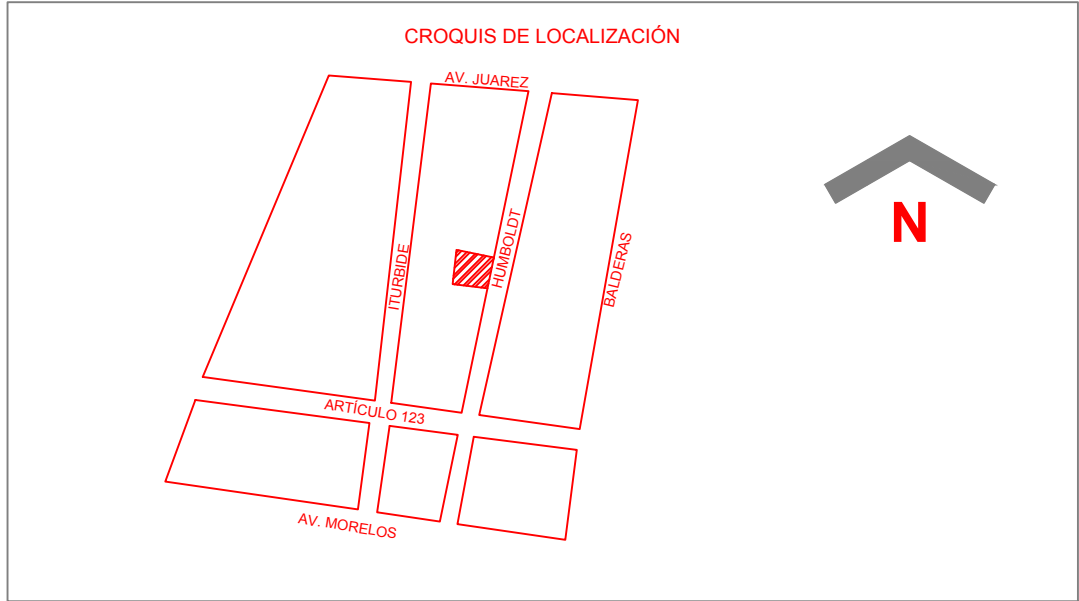 CROQUIS DE LOCALIZACIÓN
AV. JUAREZ
ITURBIDE
HUMBOLDT
BALDERAS
N
ARTÍCULO 123
AV. MORELOS